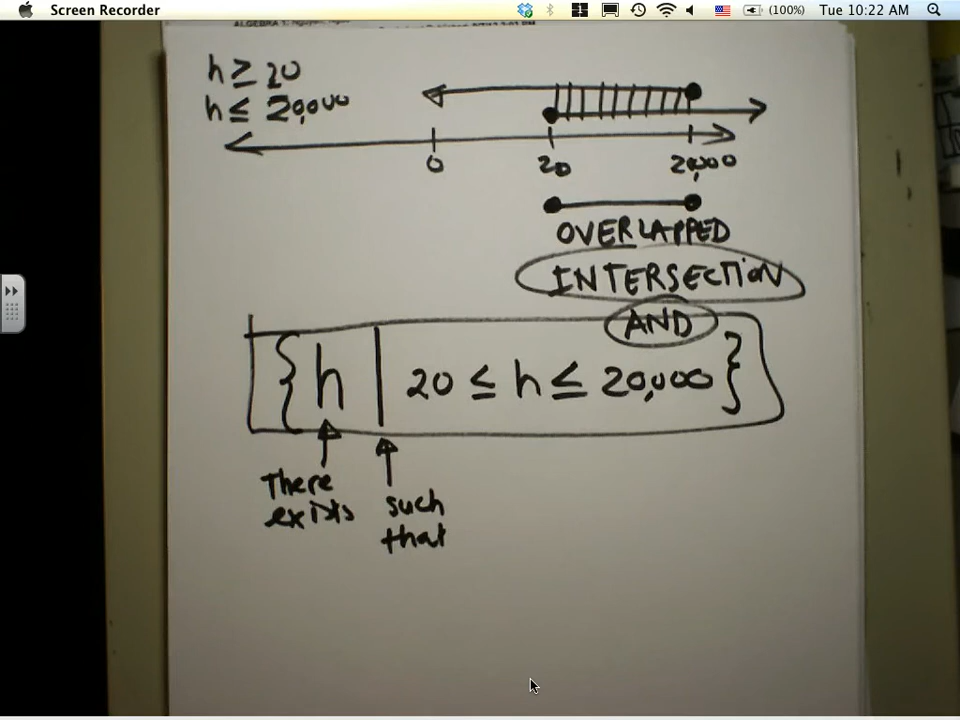 Screen Recorder
(100%) Tue 10:22 AM
h ≥ 20
h ≤ 20,000
0 20 20,000
OVERLAPPED
INTERSECTION
AND
{ h | 20 ≤ h ≤ 20,000 }
There exists
such that